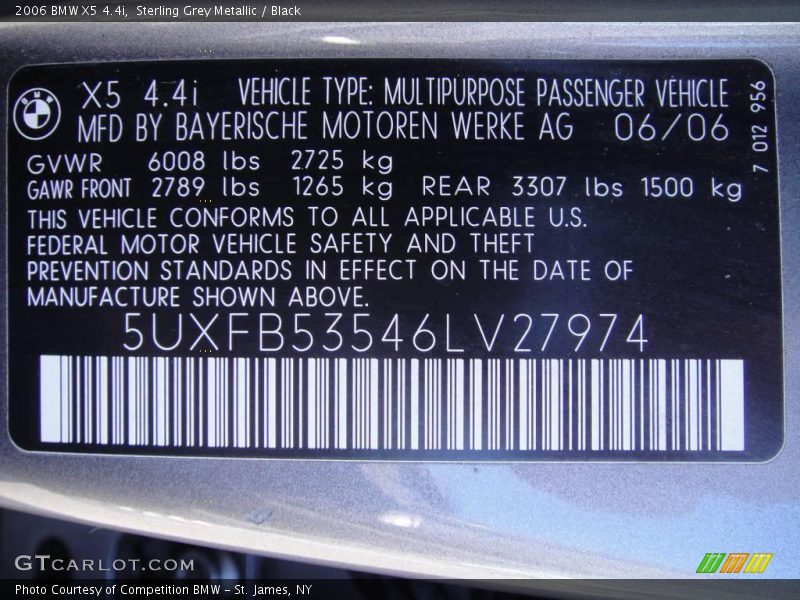 2006 BMW X5 4.4i, Sterling Grey Metallic / Black
BMW X5 4.4i VEHICLE TYPE: MULTIPURPOSE PASSENGER VEHICLE
MFD BY BAYERISCHE MOTOREN WERKE AG 06/06
7 012 956
GVWR 6008 lbs 2725 kg
GAWR FRONT 2789 lbs 1265 kg REAR 3307 lbs 1500 kg
THIS VEHICLE CONFORMS TO ALL APPLICABLE U.S.
FEDERAL MOTOR VEHICLE SAFETY AND THEFT
PREVENTION STANDARDS IN EFFECT ON THE DATE OF
MANUFACTURE SHOWN ABOVE.
5UXFB53546LV27974
GTCARLOT.COM
Photo Courtesy of Competition BMW – St. James, NY